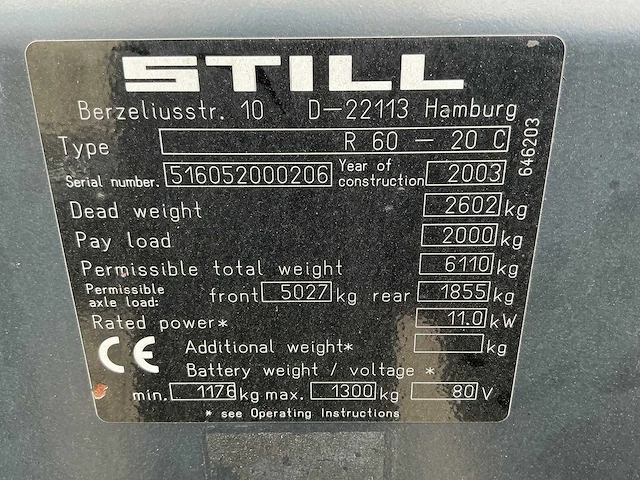 STILL
Berzeliusstr. 10 D-22113 Hamburg
Type R 60 - 20 C
Serial number. 516052000206 Year of construction 2003
646203
Dead weight 2602 kg
Pay load 2000 kg
Permissible total weight 6110 kg
Permissible axle load: front 5027 kg rear 1855 kg
Rated power* 11.0 kW
CE Additional weight* kg
Battery weight / voltage *
min. 1176 kg max. 1300 kg 80 V
* see Operating Instructions